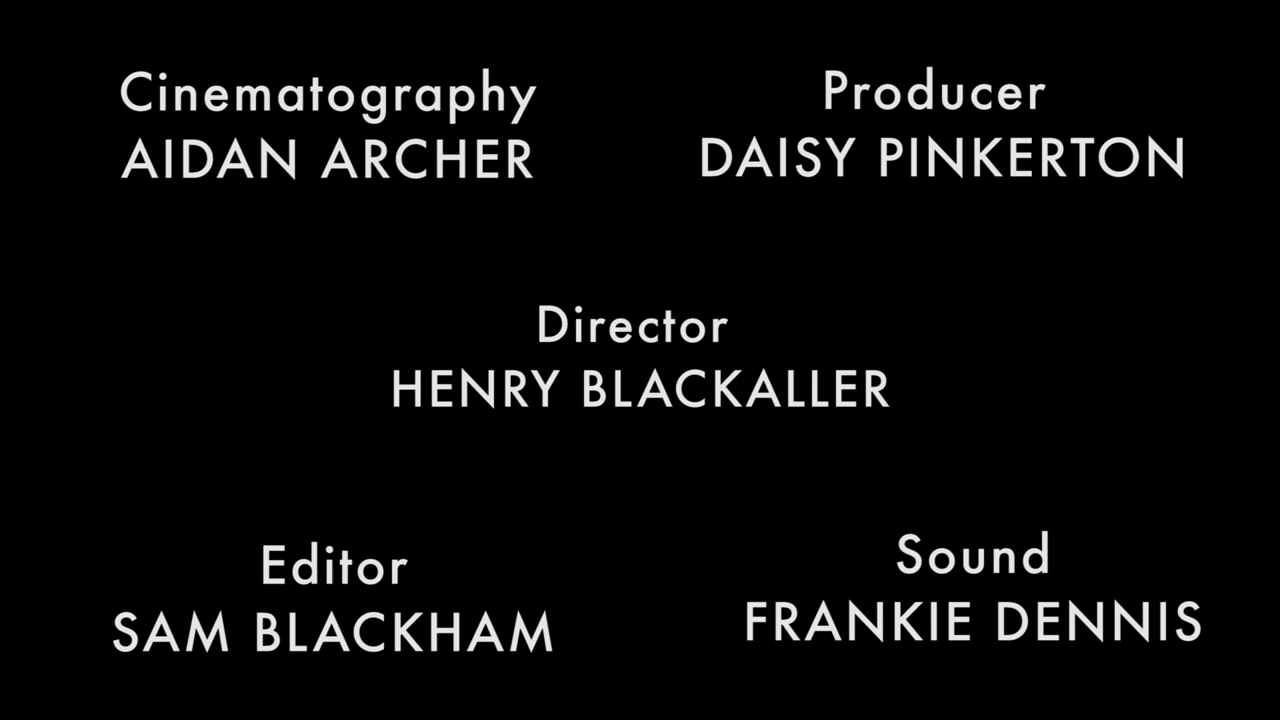 Cinematography
AIDAN ARCHER
Producer
DAISY PINKERTON
Director
HENRY BLACKALLER
Editor
SAM BLACKHAM
Sound
FRANKIE DENNIS